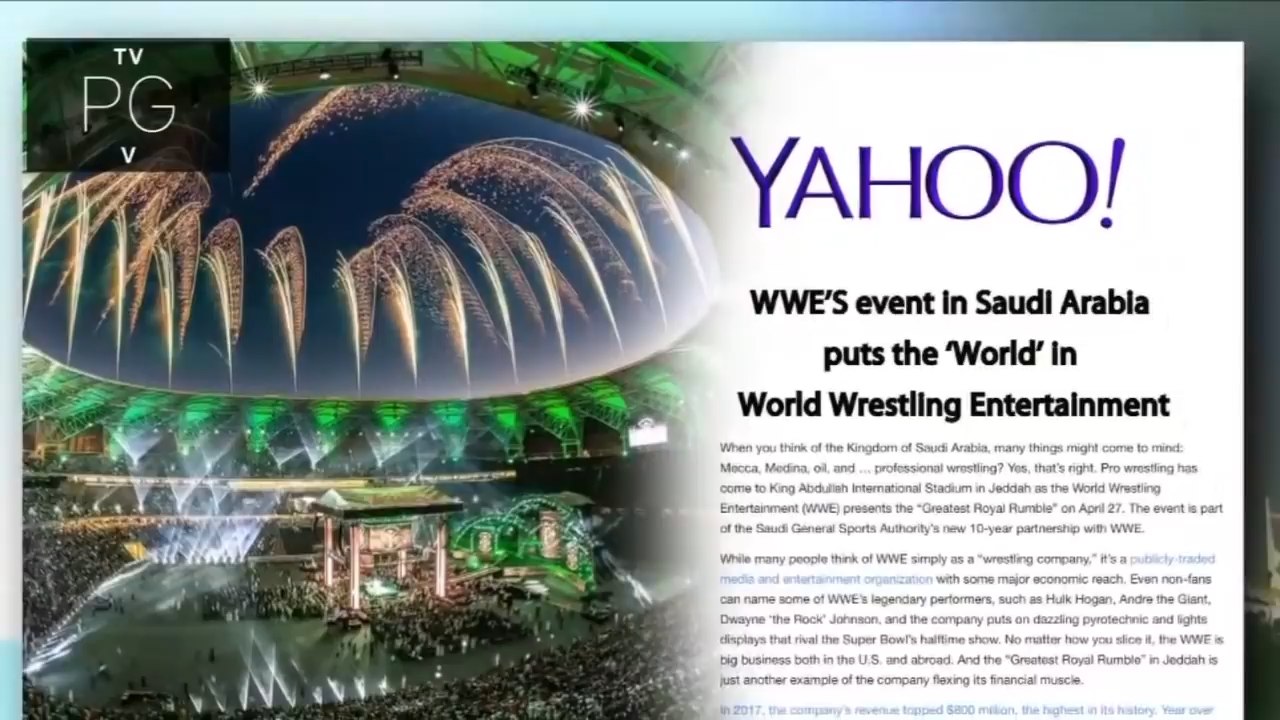 TV
PG
V
YAHOO!
WWE'S event in Saudi Arabia
puts the 'World' in
World Wrestling Entertainment
When you think of the Kingdom of Saudi Arabia, many things might come to mind:
Mecca, Medina, oil, and ... professional wrestling? Yes, that's right. Pro wrestling has
come to King Abdullah International Stadium in Jeddah as the World Wrestling
Entertainment (WWE) presents the “Greatest Royal Rumble” on April 27. The event is part
of the Saudi General Sports Authority's new 10-year partnership with WWE.
While many people think of WWE simply as a “wrestling company,” it's a publicly-traded
media and entertainment organization with some major economic reach. Even non-fans
can name some of WWE's legendary performers, such as Hulk Hogan, Andre the Giant,
Dwayne 'the Rock' Johnson, and the company puts on dazzling pyrotechnic and lights
displays that rival the Super Bowl's halftime show. No matter how you slice it, the WWE is
big business both in the U.S. and abroad. And the “Greatest Royal Rumble” in Jeddah is
just another example of the company flexing its financial muscle.
In 2017, the company's revenue topped $800 million, the highest in its history. Year over